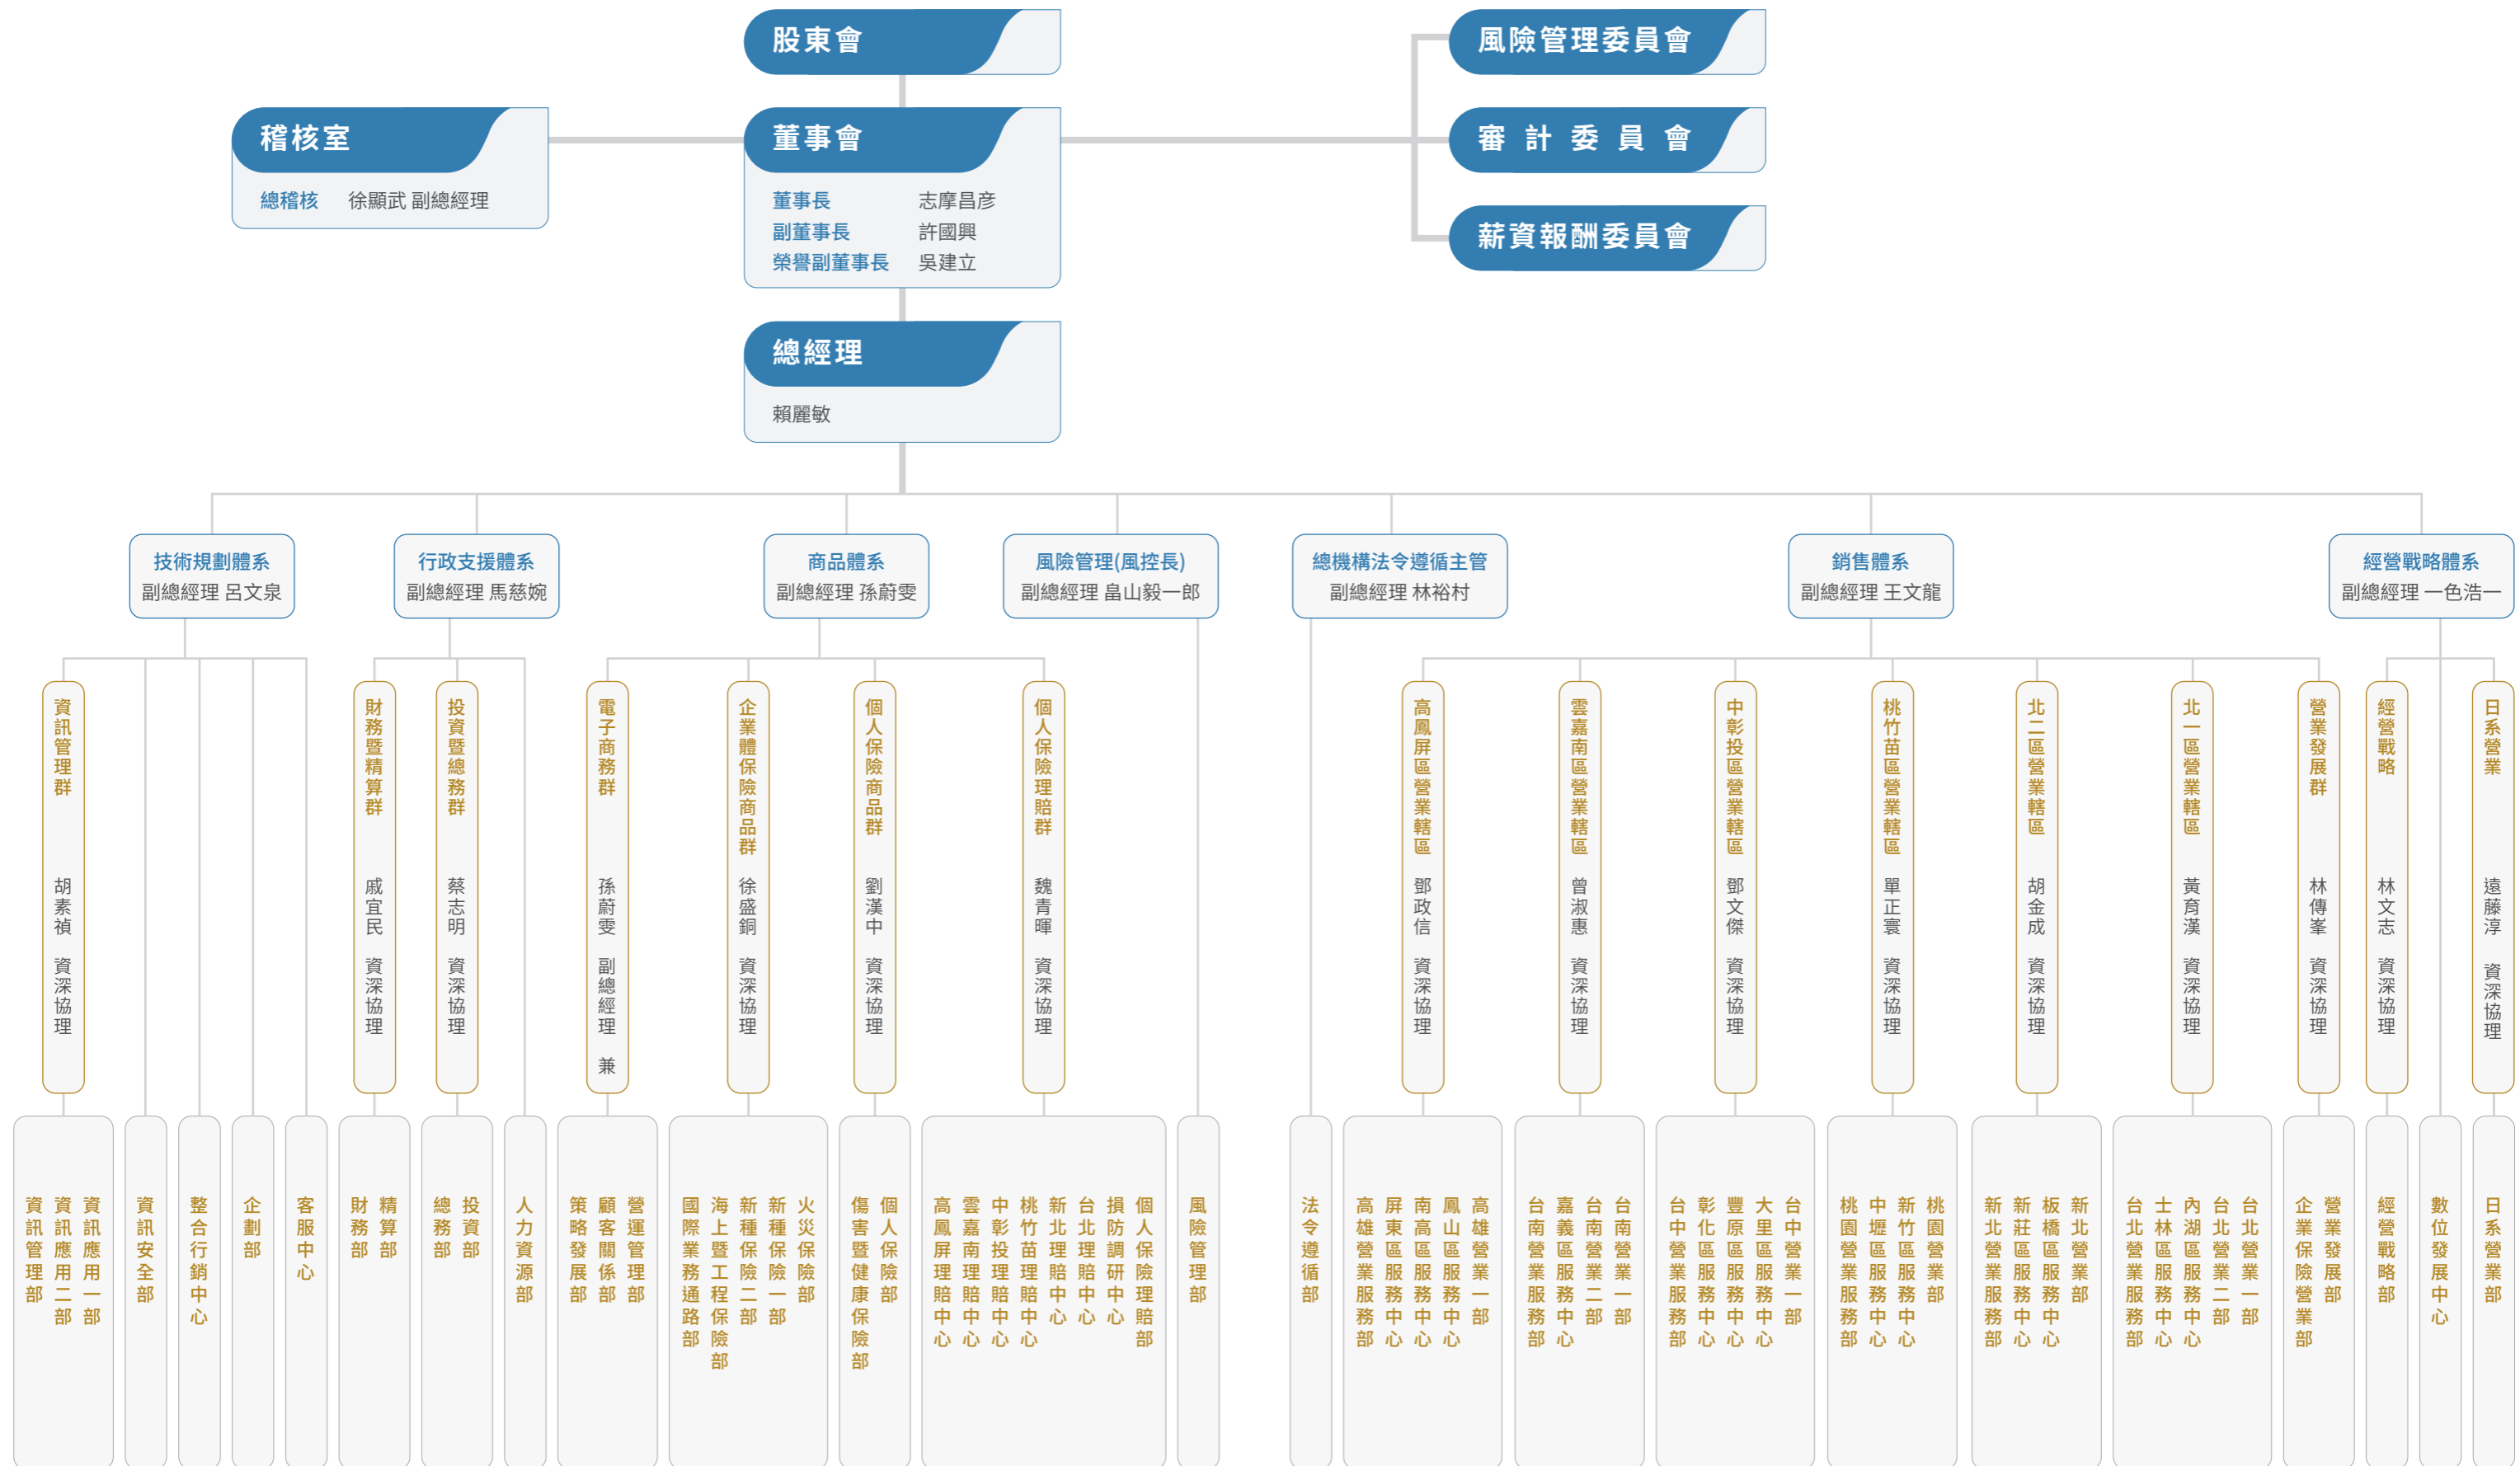 股東會
風險管理委員會
稽核室
董事會
審計委員會
總稽核 徐顯武 副總經理
董事長 志摩昌彦
副董事長 許國興
榮譽副董事長 吳建立
薪資報酬委員會
總經理
賴麗敏
技術規劃體系
副總經理 呂文泉
行政支援體系
副總經理 馬慈婉
商品體系
副總經理 孫蔚雯
風險管理(風控長)
副總經理 畠山毅一郎
總機構法令遵循主管
副總經理 林裕村
銷售體系
副總經理 王文龍
經營戰略體系
副總經理 一色浩一
資訊管理群 胡素禎 資深協理
財務暨精算群 戚宜民 資深協理
投資暨總務群 蔡志明 資深協理
電子商務群 孫蔚雯 副總經理 兼
企業體保險商品群 徐盛銅 資深協理
個人保險商品群 劉漢中 資深協理
個人保險理賠群 魏青暉 資深協理
高鳳屏區營業轄區 鄧政信 資深協理
雲嘉南區營業轄區 曾淑惠 資深協理
中彰投區營業轄區 鄧文傑 資深協理
桃竹苗區營業轄區 單正寰 資深協理
北二區營業轄區 胡金成 資深協理
北一區營業轄區 黃育漢 資深協理
營業發展群 林傳峯 資深協理
經營戰略 林文志 資深協理
日系營業 遠藤淳 資深協理
資訊管理部
資訊應用二部
資訊應用一部
資訊安全部
整合行銷中心
企劃部
客服中心
財務部
精算部
總務部
投資部
人力資源部
策略發展部
顧客關係部
營運管理部
國際業務通路部
海上暨工程保險部
新種保險二部
新種保險一部
火災保險部
傷害暨健康保險部
個人保險部
高鳳屏理賠中心
雲嘉南理賠中心
中彰投理賠中心
桃竹苗理賠中心
新北理賠中心
台北理賠中心
損防調研中心
個人保險理賠部
風險管理部
法令遵循部
高雄營業服務部
屏東區服務中心
南高區服務中心
鳳山區服務中心
高雄營業一部
台南營業服務部
嘉義區服務中心
台南營業二部
台南營業一部
台中營業服務部
彰化區服務中心
豐原區服務中心
大里區服務中心
台中營業一部
桃園營業服務部
中壢區服務中心
新竹區服務中心
桃園營業部
新北營業服務部
新莊區服務中心
板橋區服務中心
新北營業部
台北營業服務部
士林區服務中心
內湖區服務中心
台北營業二部
台北營業一部
企業保險營業部
營業發展部
經營戰略部
數位發展中心
日系營業部